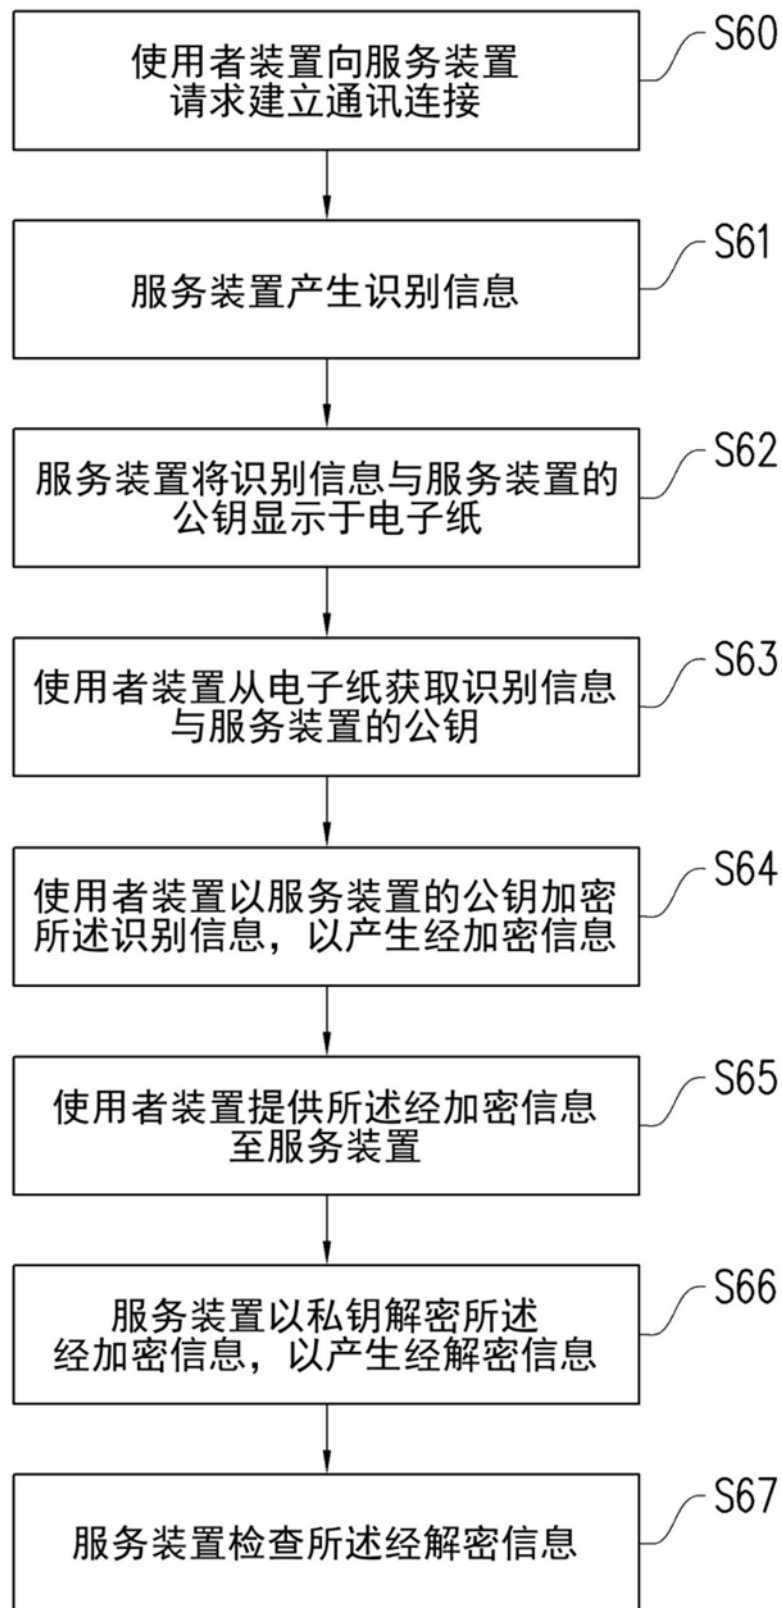 S60
使用者装置向服务装置
请求建立通讯连接
S61
服务装置产生识别信息
S62
服务装置将识别信息与服务装置的
公钥显示于电子纸
S63
使用者装置从电子纸获取识别信息
与服务装置的公钥
S64
使用者装置以服务装置的公钥加密
所述识别信息，以产生经加密信息
S65
使用者装置提供所述经加密信息
至服务装置
S66
服务装置以私钥解密所述
经加密信息，以产生经解密信息
S67
服务装置检查所述经解密信息